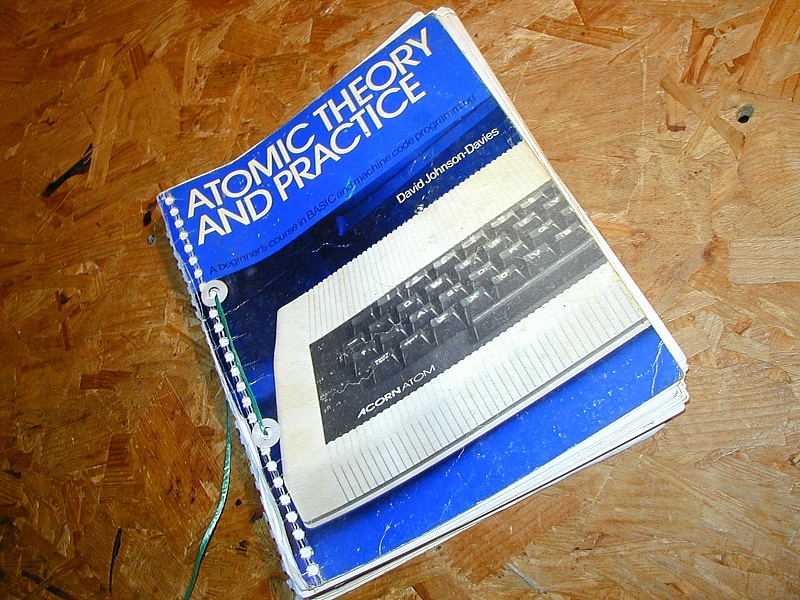 ATOMIC THEORY
AND PRACTICE
A beginner's course in BASIC and machine code programming
David Johnson-Davies
ACORN ATOM